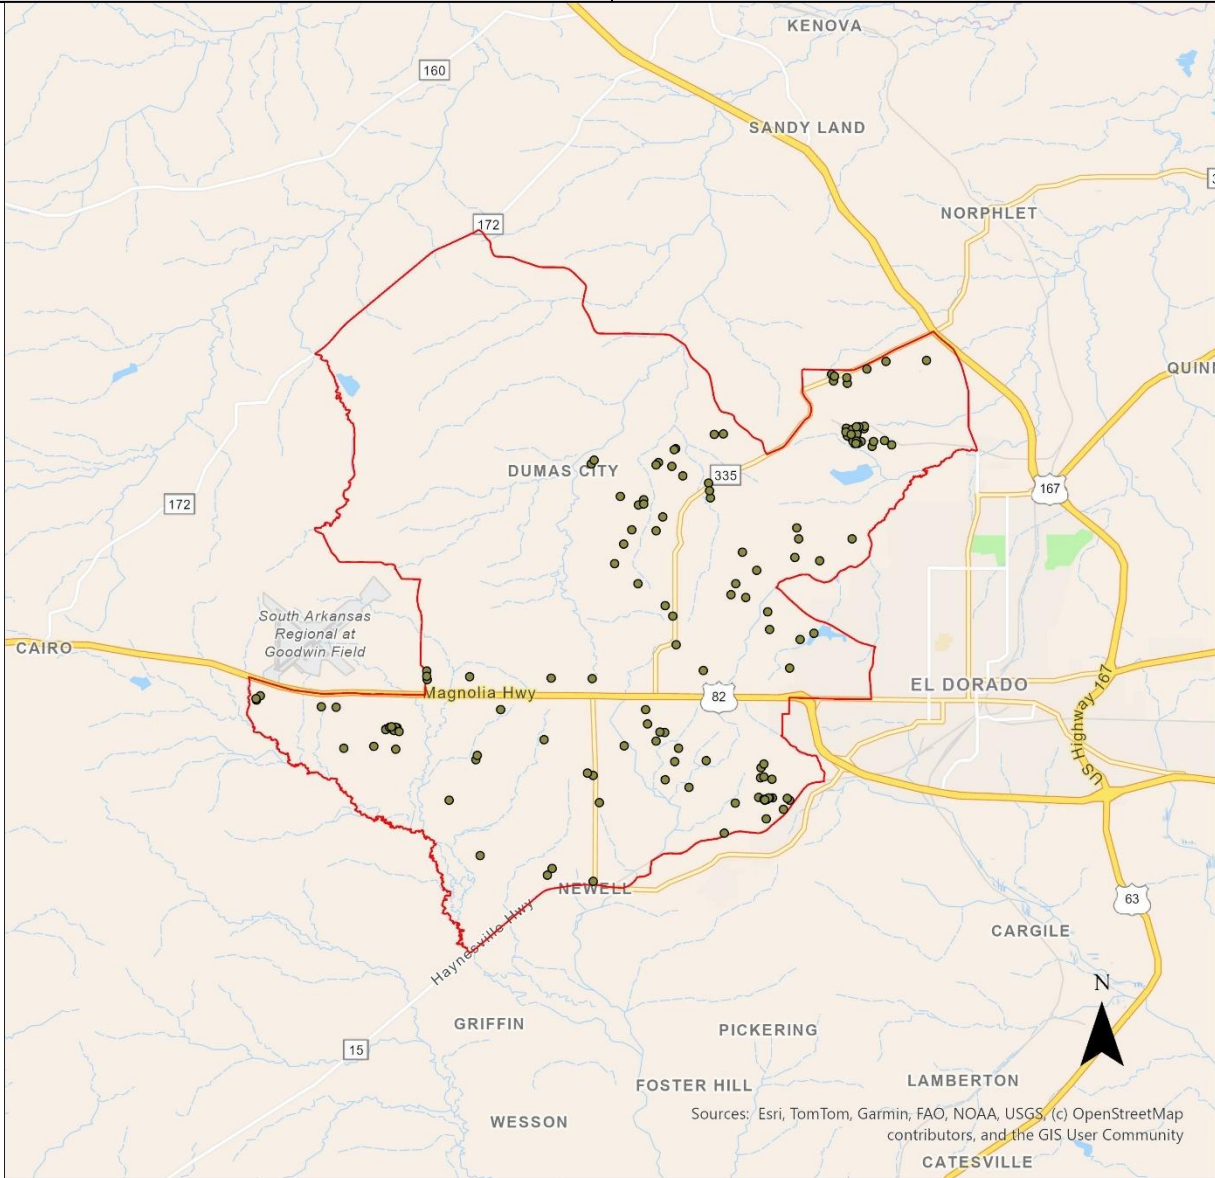 KENOVA
160
SANDY LAND
NORPHLET
172
QUINN
335
DUMAS CITY
167
172
South Arkansas
Regional at
Goodwin Field
CAIRO
EL DORADO
Magnolia Hwy
82
US Highway 167
NEWELL
63
CARGILE
Haynesville Hwy
N
GRIFFIN
PICKERING
15
LAMBERTON
FOSTER HILL
Sources: Esri, TomTom, Garmin, FAO, NOAA, USGS, (c) OpenStreetMap
WESSON
contributors, and the GIS User Community
CATESVILLE